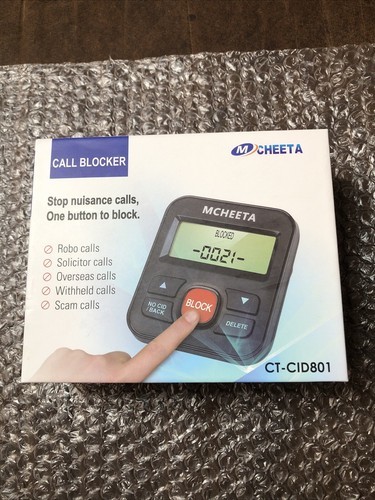 CALL BLOCKER
M CHEETA
Stop nuisance calls,
One button to block.
Robo calls
Solicitor calls
Overseas calls
Withheld calls
Scam calls
MCHEETA
BLOCKED
-0021-
NO CID
/BACK
BLOCK
DELETE
CT-CID801